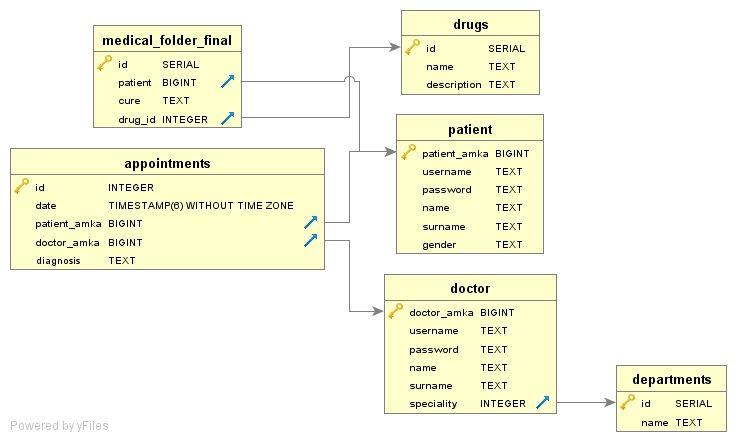 medical_folder_final
id SERIAL
patient BIGINT
cure TEXT
drug_id INTEGER
drugs
id SERIAL
name TEXT
description TEXT
appointments
id INTEGER
date TIMESTAMP(6) WITHOUT TIME ZONE
patient_amka BIGINT
doctor_amka BIGINT
diagnosis TEXT
patient
patient_amka BIGINT
username TEXT
password TEXT
name TEXT
surname TEXT
gender TEXT
doctor
doctor_amka BIGINT
username TEXT
password TEXT
name TEXT
surname TEXT
speciality INTEGER
departments
id SERIAL
name TEXT
Powered by yFiles